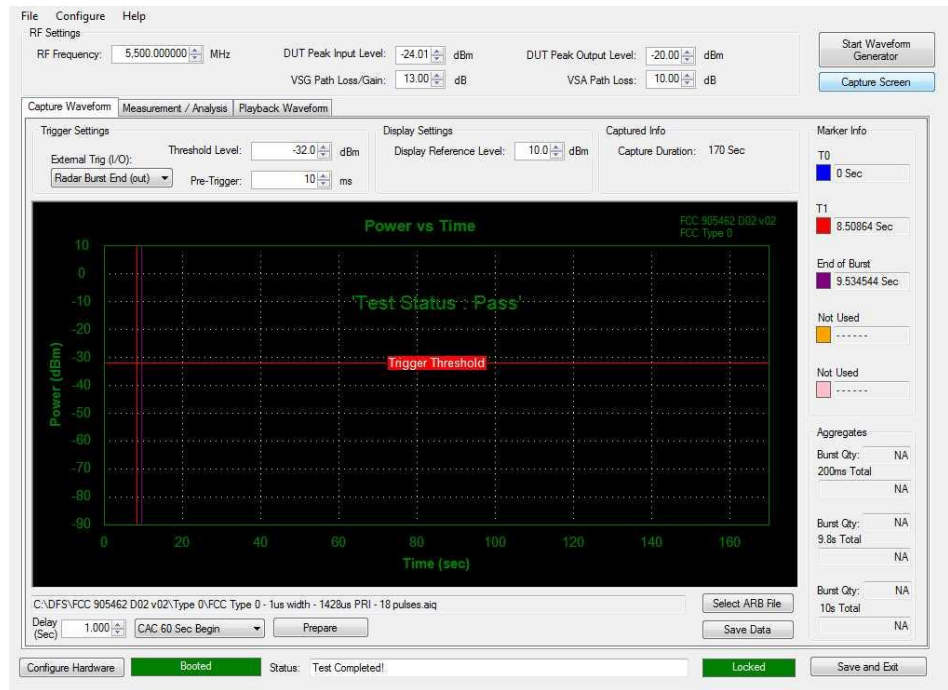 File Configure Help
RF Settings
RF Frequency: 5,500.000000 MHz
DUT Peak Input Level: -24.01 dBm
DUT Peak Output Level: -20.00 dBm
VSG Path Loss/Gain: 13.00 dB
VSA Path Loss: 10.00 dB
Start Waveform
Generator
Capture Screen
Capture Waveform Measurement / Analysis Playback Waveform
Trigger Settings
External Trig (I/O):
Radar Burst End (out)
Threshold Level: -32.0 dBm
Pre-Trigger: 10 ms
Display Settings
Display Reference Level: 10.0 dBm
Captured Info
Capture Duration: 170 Sec
Power vs Time
FCC 905462 D02 v02
FCC Type 0
'Test Status : Pass'
Trigger Threshold
Power (dBm)
10
0
-10
-20
-30
-40
-50
-60
-70
-80
-90
0 20 40 60 80 100 120 140 160
Time (sec)
Marker Info
T0
0 Sec
T1
8.50864 Sec
End of Burst
9.534544 Sec
Not Used
------
Not Used
------
Aggregates
Burst Qty: NA
200ms Total
NA
Burst Qty: NA
9.8s Total
NA
Burst Qty: NA
10s Total
NA
C:\DFS\FCC 905462 D02 v02\Type 0\FCC Type 0 - 1us width - 1428us PRI - 18 pulses.aiq
Select ARB File
Delay
(Sec) 1.000 CAC 60 Sec Begin Prepare
Save Data
Configure Hardware Booted Status: Test Completed! Locked Save and Exit